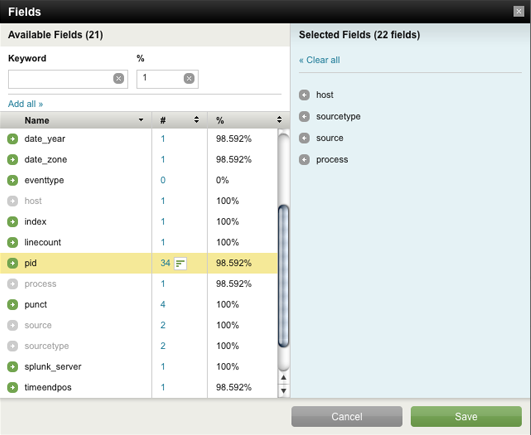 Fields
Available Fields (21)
Keyword %
1
Add all »
Name # %
date_year 1 98.592%
date_zone 1 98.592%
eventtype 0 0%
host 1 100%
index 1 100%
linecount 1 100%
pid 34 98.592%
process 1 98.592%
punct 4 100%
source 2 100%
sourcetype 2 100%
splunk_server 1 100%
timeendpos 1 98.592%
Selected Fields (22 fields)
« Clear all
host
sourcetype
source
process
Cancel Save